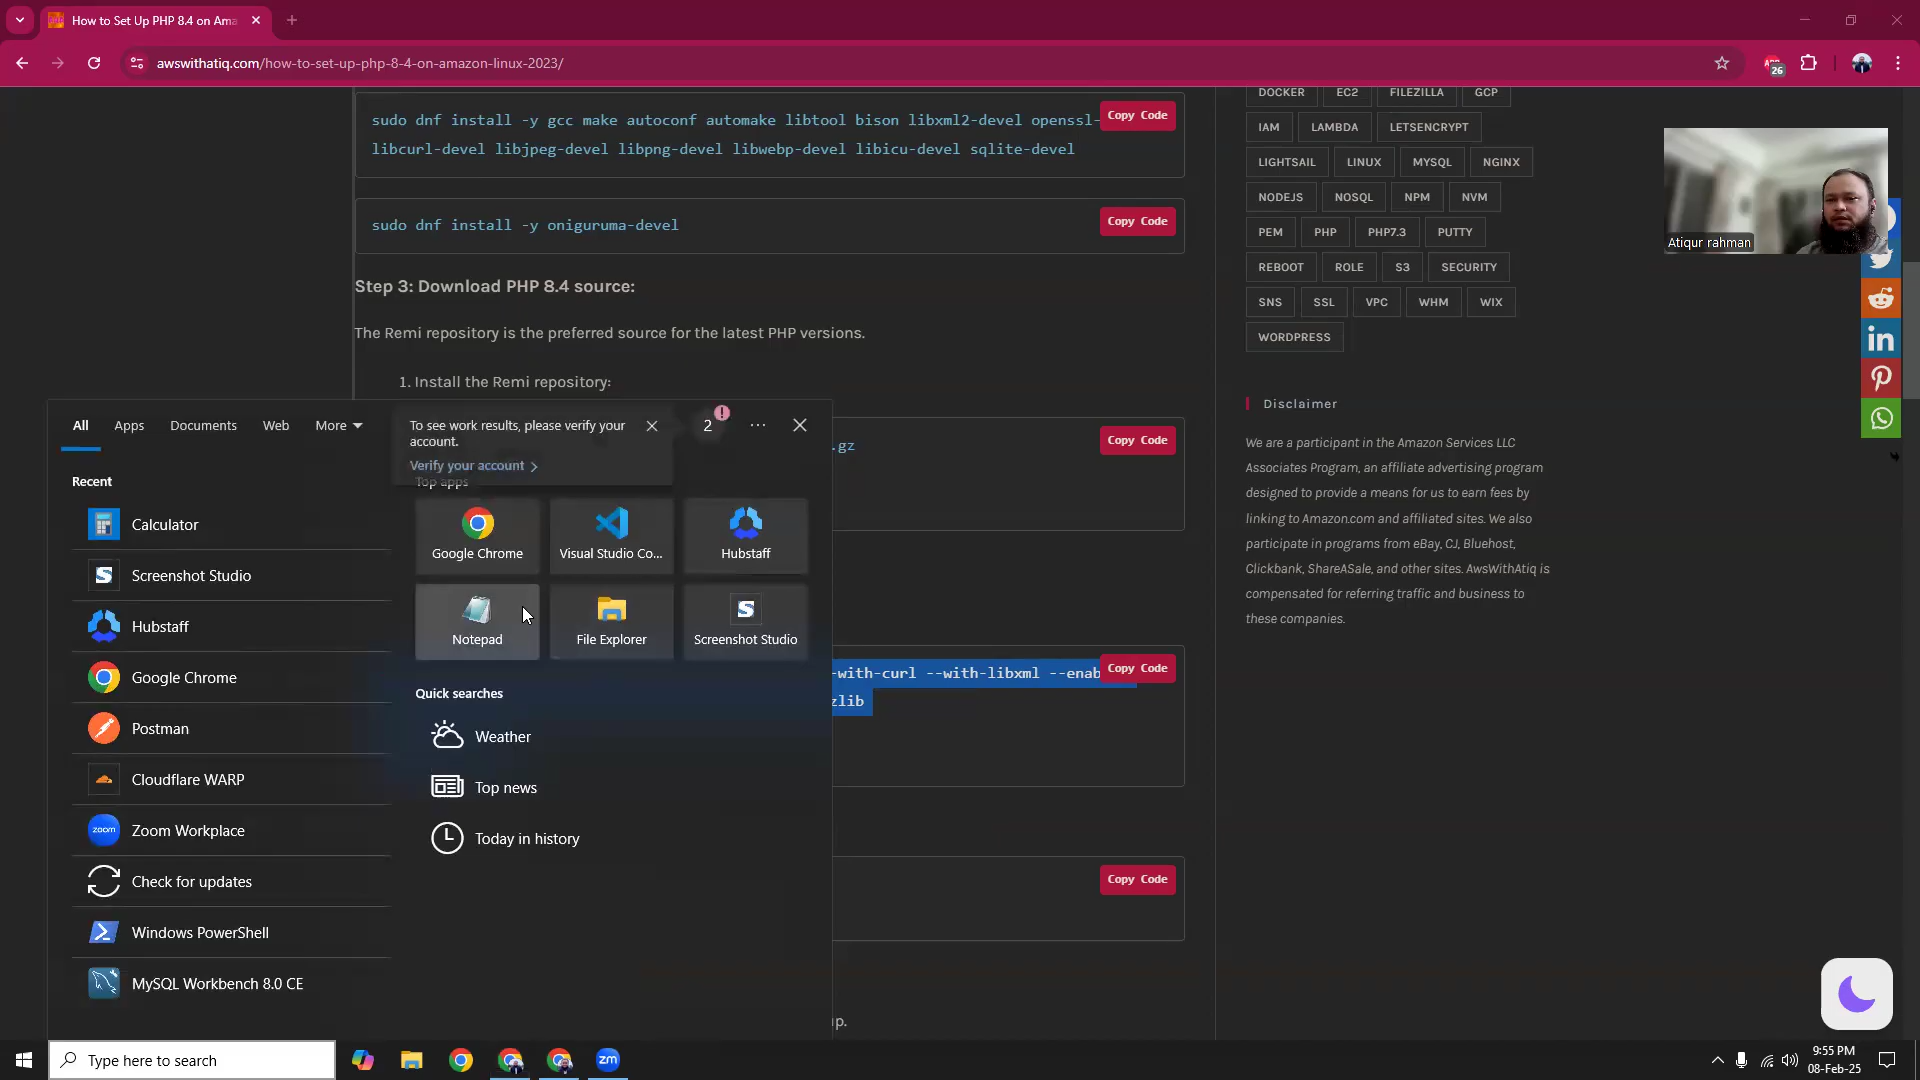 How to Set Up PHP 8.4 on Ama
awswithatiq.com/how-to-set-up-php-8-4-on-amazon-linux-2023/
26
sudo dnf install -y gcc make autoconf automake libtool bison libxml2-devel openssl-
libcurl-devel libjpeg-devel libpng-devel libwebp-devel libicu-devel sqlite-devel
Copy Code
sudo dnf install -y oniguruma-devel
Copy Code
Step 3: Download PHP 8.4 source:
The Remi repository is the preferred source for the latest PHP versions.
1. Install the Remi repository:
.gz
Copy Code
-with-curl --with-libxml --enab
zlib
Copy Code
Copy Code
up.
All
Apps
Documents
Web
More
To see work results, please verify your
account.
Verify your account
2
Recent
Calculator
Screenshot Studio
Hubstaff
Google Chrome
Postman
Cloudflare WARP
zoom
Zoom Workplace
Check for updates
Windows PowerShell
MySQL Workbench 8.0 CE
Top apps
Google Chrome
Visual Studio Co...
Hubstaff
Notepad
File Explorer
Screenshot Studio
Quick searches
Weather
Top news
Today in history
DOCKER
EC2
FILEZILLA
GCP
IAM
LAMBDA
LETSENCRYPT
LIGHTSAIL
LINUX
MYSQL
NGINX
NODEJS
NOSQL
NPM
NVM
PEM
PHP
PHP7.3
PUTTY
REBOOT
ROLE
S3
SECURITY
SNS
SSL
VPC
WHM
WIX
WORDPRESS
Disclaimer
We are a participant in the Amazon Services LLC
Associates Program, an affiliate advertising program
designed to provide a means for us to earn fees by
linking to Amazon.com and affiliated sites. We also
participate in programs from eBay, CJ, Bluehost,
Clickbank, ShareASale, and other sites. AwsWithAtiq is
compensated for referring traffic and business to
these companies.
Atiqur rahman
Type here to search
zm
9:55 PM
08-Feb-25